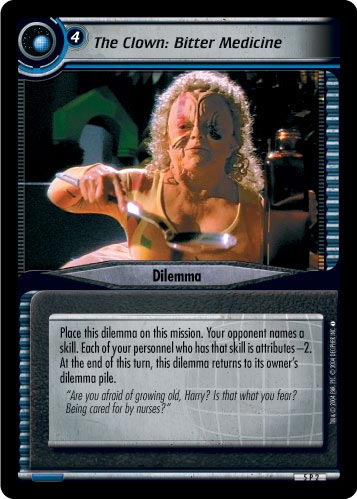 4
The Clown: Bitter Medicine
Dilemma
Place this dilemma on this mission. Your opponent names a
skill. Each of your personnel who has that skill is attributes –2.
At the end of this turn, this dilemma returns to its owner's
dilemma pile.
"Are you afraid of growing old, Harry? Is that what you fear?
Being cared for by nurses?"
5 P 2